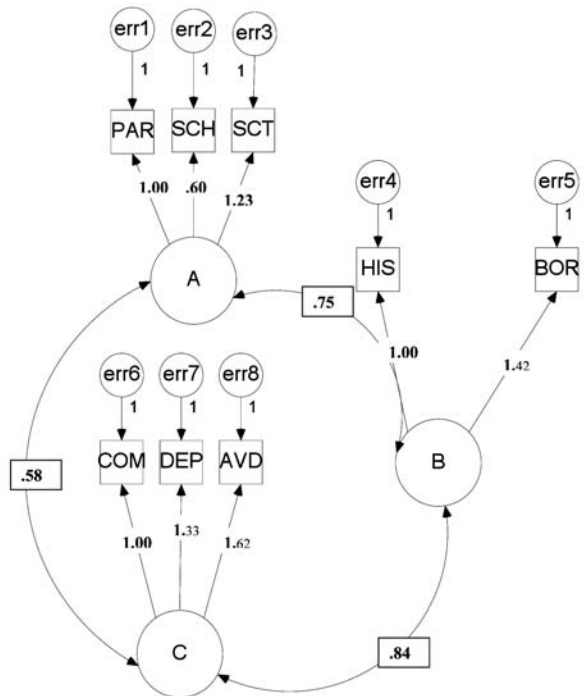 err1 err2 err3
1 1 1
PAR SCH SCT
1.00 .60 1.23
err4 err5
1 1
HIS BOR
A
.75
1.00 1.42
err6 err7 err8
1 1 1
COM DEP AVD
B
.58
1.00 1.33 1.62
C
.84